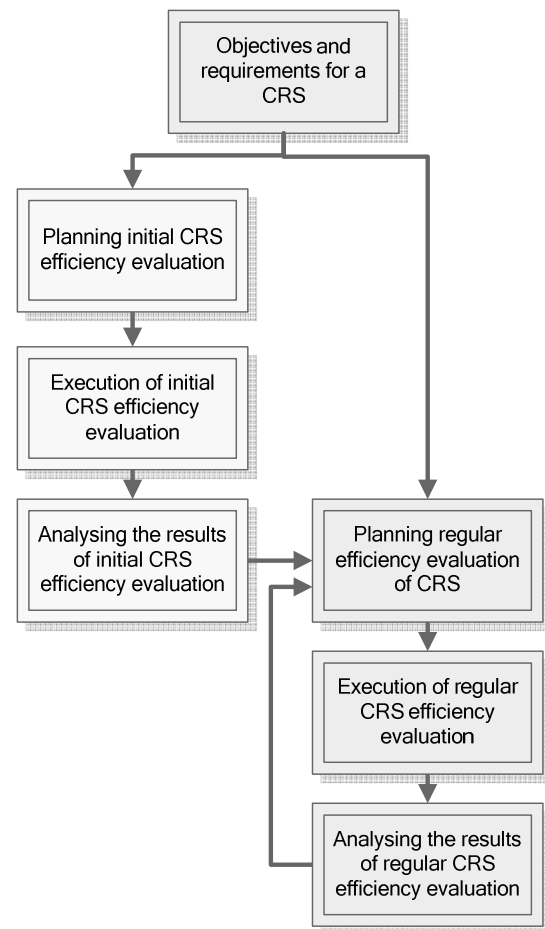 Objectives and
requirements for a
CRS
Planning initial CRS
efficiency evaluation
Execution of initial
CRS efficiency
evaluation
Analysing the results
of initial CRS
efficiency evaluation
Planning regular
efficiency evaluation
of CRS
Execution of regular
CRS efficiency
evaluation
Analysing the results
of regular CRS
efficiency evaluation